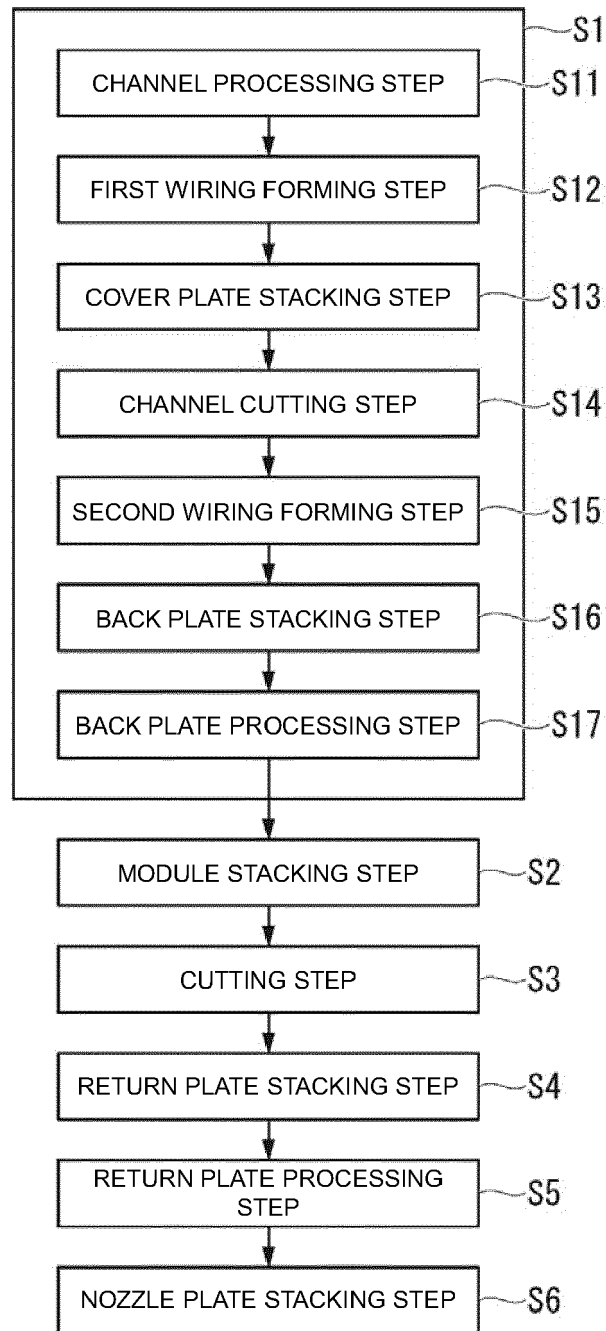 S1
CHANNEL PROCESSING STEP
S11
FIRST WIRING FORMING STEP
S12
COVER PLATE STACKING STEP
S13
CHANNEL CUTTING STEP
S14
SECOND WIRING FORMING STEP
S15
BACK PLATE STACKING STEP
S16
BACK PLATE PROCESSING STEP
S17
MODULE STACKING STEP
S2
CUTTING STEP
S3
RETURN PLATE STACKING STEP
S4
RETURN PLATE PROCESSING
STEP
S5
NOZZLE PLATE STACKING STEP
S6